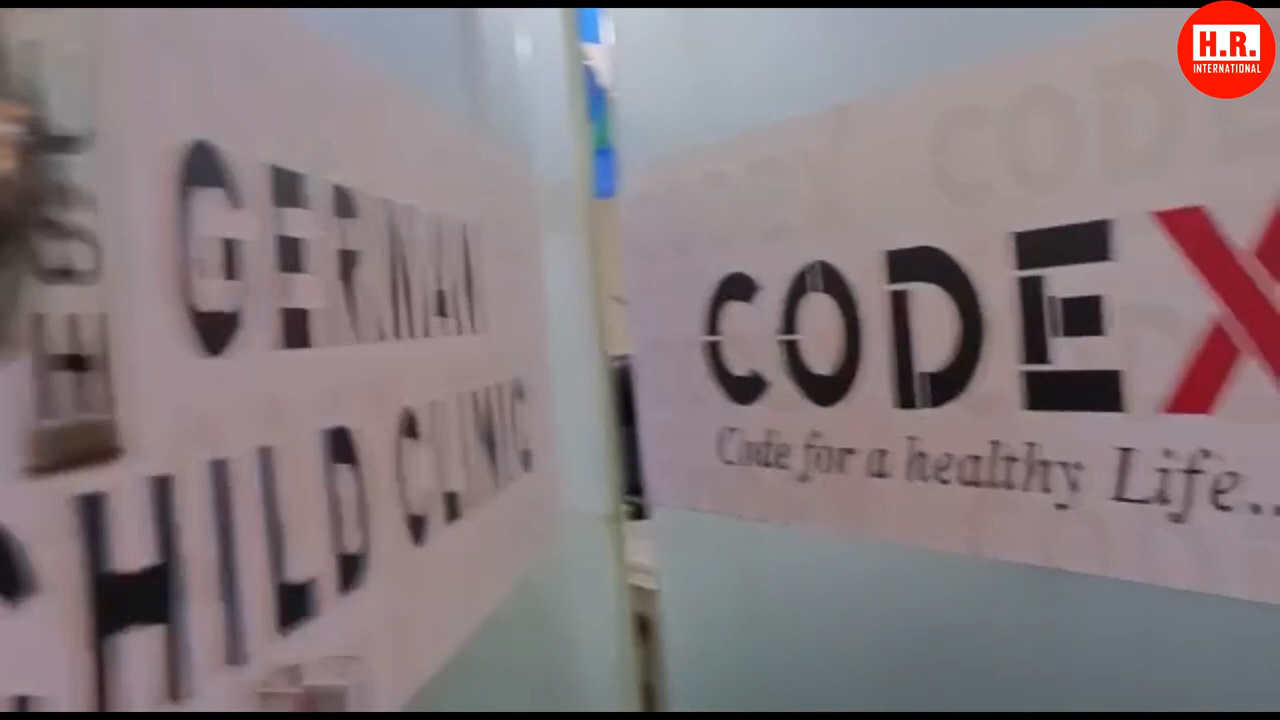 GERMAN
CHILD CLINIC
CODEX
Code for a healthy Life..
H.R.
INTERNATIONAL